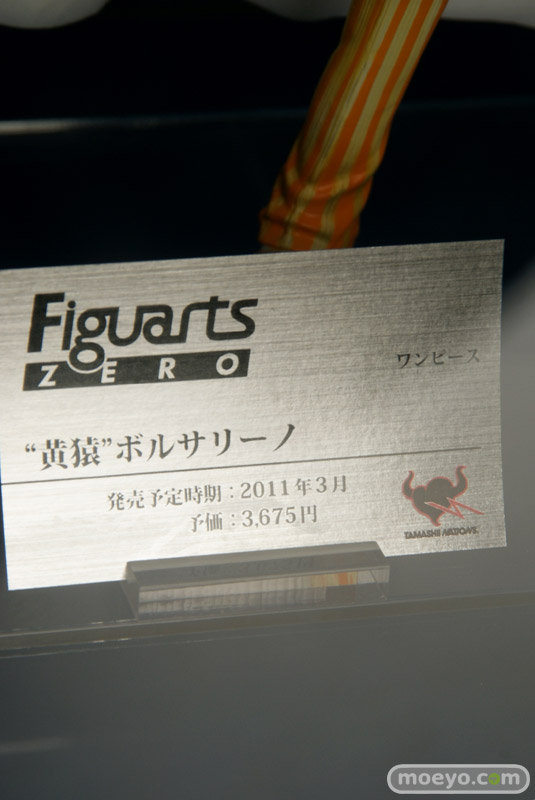 Figuarts
ZERO
ワンピース
“黄猿”ボルサリーノ
発売予定時期：2011年3月
予価：3,675円
TAMASHII NATIONS
moeyo.com